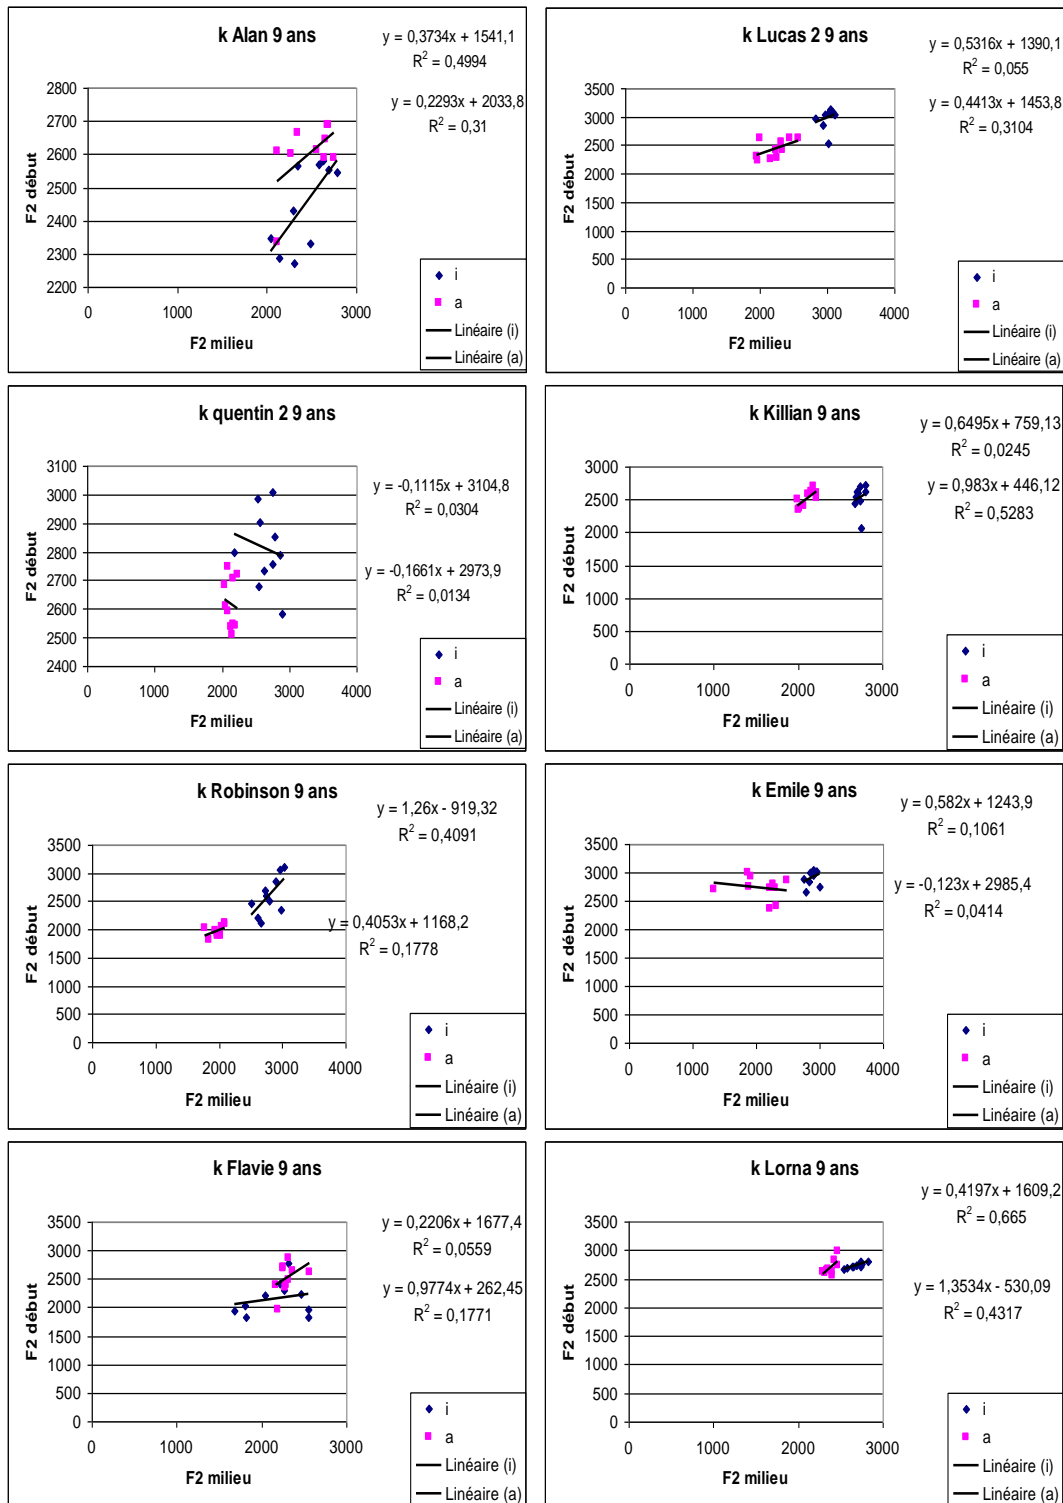 k Alan 9 ans
y = 0,3734x + 1541,1
R² = 0,4994
y = 0,2293x + 2033,8
R² = 0,31
2800
2700
2600
2500
2400
2300
2200
0 1000 2000 3000
F2 début
F2 milieu
i
a
Linéaire (i)
Linéaire (a)
k Lucas 2 9 ans
y = 0,5316x + 1390,1
R² = 0,055
y = 0,4413x + 1453,8
R² = 0,3104
3500
3000
2500
2000
1500
1000
500
0
0 1000 2000 3000 4000
F2 début
F2 milieu
i
a
Linéaire (i)
Linéaire (a)
k quentin 2 9 ans
y = -0,1115x + 3104,8
R² = 0,0304
y = -0,1661x + 2973,9
R² = 0,0134
3100
3000
2900
2800
2700
2600
2500
2400
0 1000 2000 3000 4000
F2 début
F2 milieu
i
a
Linéaire (i)
Linéaire (a)
k Killian 9 ans
y = 0,6495x + 759,13
R² = 0,0245
y = 0,983x + 446,12
R² = 0,5283
3000
2500
2000
1500
1000
500
0
0 1000 2000 3000
F2 début
F2 milieu
i
a
Linéaire (i)
Linéaire (a)
k Robinson 9 ans
y = 1,26x - 919,32
R² = 0,4091
y = 0,4053x + 1168,2
R² = 0,1778
3500
3000
2500
2000
1500
1000
500
0
0 1000 2000 3000 4000
F2 début
F2 milieu
i
a
Linéaire (i)
Linéaire (a)
k Emile 9 ans
y = 0,582x + 1243,9
R² = 0,1061
y = -0,123x + 2985,4
R² = 0,0414
3500
3000
2500
2000
1500
1000
500
0
0 1000 2000 3000 4000
F2 début
F2 milieu
i
a
Linéaire (i)
Linéaire (a)
k Flavie 9 ans
y = 0,2206x + 1677,4
R² = 0,0559
y = 0,9774x + 262,45
R² = 0,1771
3500
3000
2500
2000
1500
1000
500
0
0 1000 2000 3000
F2 début
F2 milieu
i
a
Linéaire (i)
Linéaire (a)
k Lorna 9 ans
y = 0,4197x + 1609,2
R² = 0,665
y = 1,3534x - 530,09
R² = 0,4317
3500
3000
2500
2000
1500
1000
500
0
0 1000 2000 3000
F2 début
F2 milieu
i
a
Linéaire (i)
Linéaire (a)